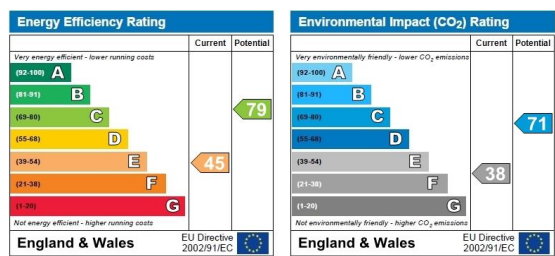 Energy Efficiency Rating
Current Potential
Very energy efficient - lower running costs
(92-100) A
(81-91) B
(69-80) C
(55-68) D
(39-54) E
(21-38) F
(1-20) G
45
79
Not energy efficient - higher running costs
England & Wales
EU Directive
2002/91/EC
Environmental Impact (CO2) Rating
Current Potential
Very environmentally friendly - lower CO2 emissions
(92-100) A
(81-91) B
(69-80) C
(55-68) D
(39-54) E
(21-38) F
(1-20) G
38
71
Not environmentally friendly - higher CO2 emissions
England & Wales
EU Directive
2002/91/EC